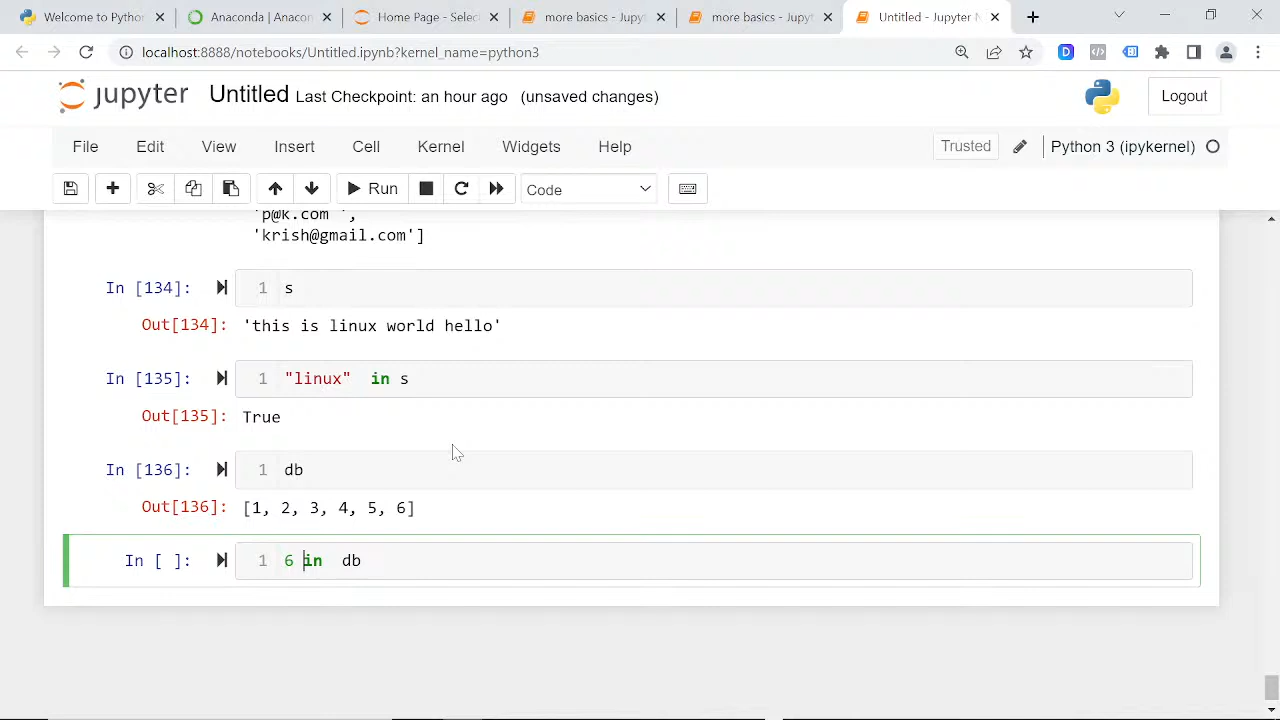 Welcome to Python Anaconda | Anacon Home Page - Select more basics - Jupyt more basics - Jupyt Untitled - Jupyter N
localhost:8888/notebooks/Untitled.ipynb?kernel_name=python3
jupyter Untitled Last Checkpoint: an hour ago (unsaved changes) Logout
File Edit View Insert Cell Kernel Widgets Help Trusted Python 3 (ipykernel)
Run Code
'p@k.com ',
'krish@gmail.com']
In [134]: 1 s
Out[134]: 'this is linux world hello'
In [135]: 1 "linux" in s
Out[135]: True
In [136]: 1 db
Out[136]: [1, 2, 3, 4, 5, 6]
In [ ]: 1 6 in db